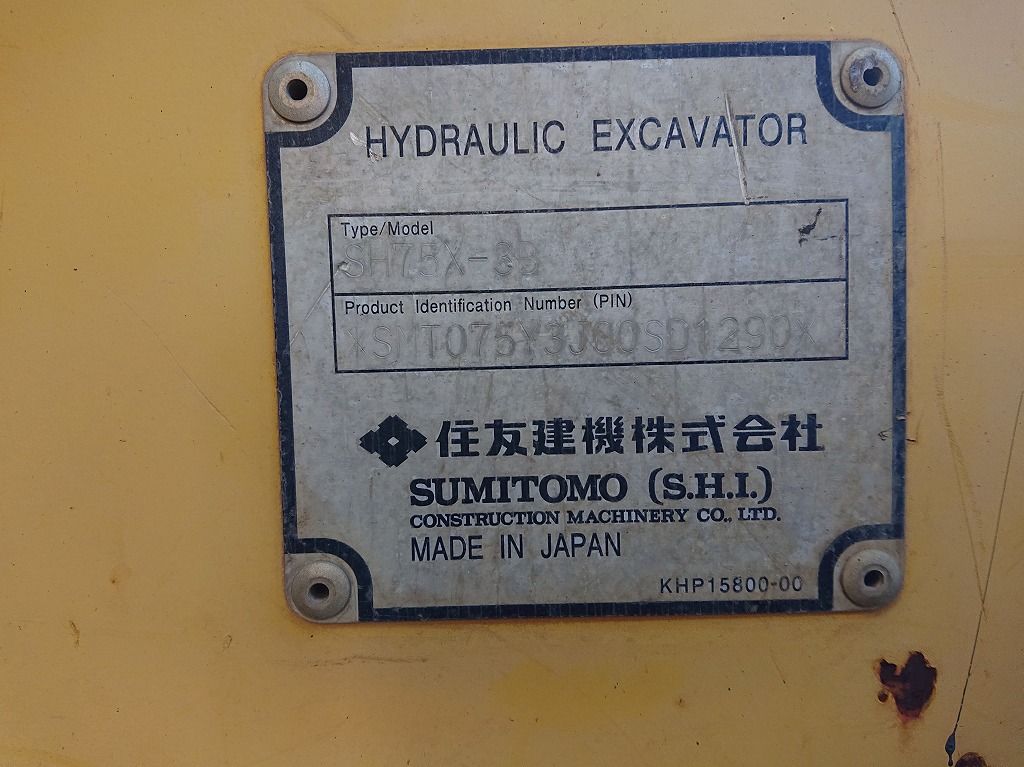 HYDRAULIC EXCAVATOR
Type/Model
SH75X-3B
Product Identification Number (PIN)
住友建機株式会社
SUMITOMO (S.H.I.)
CONSTRUCTION MACHINERY CO., LTD.
MADE IN JAPAN
KHP15800-00